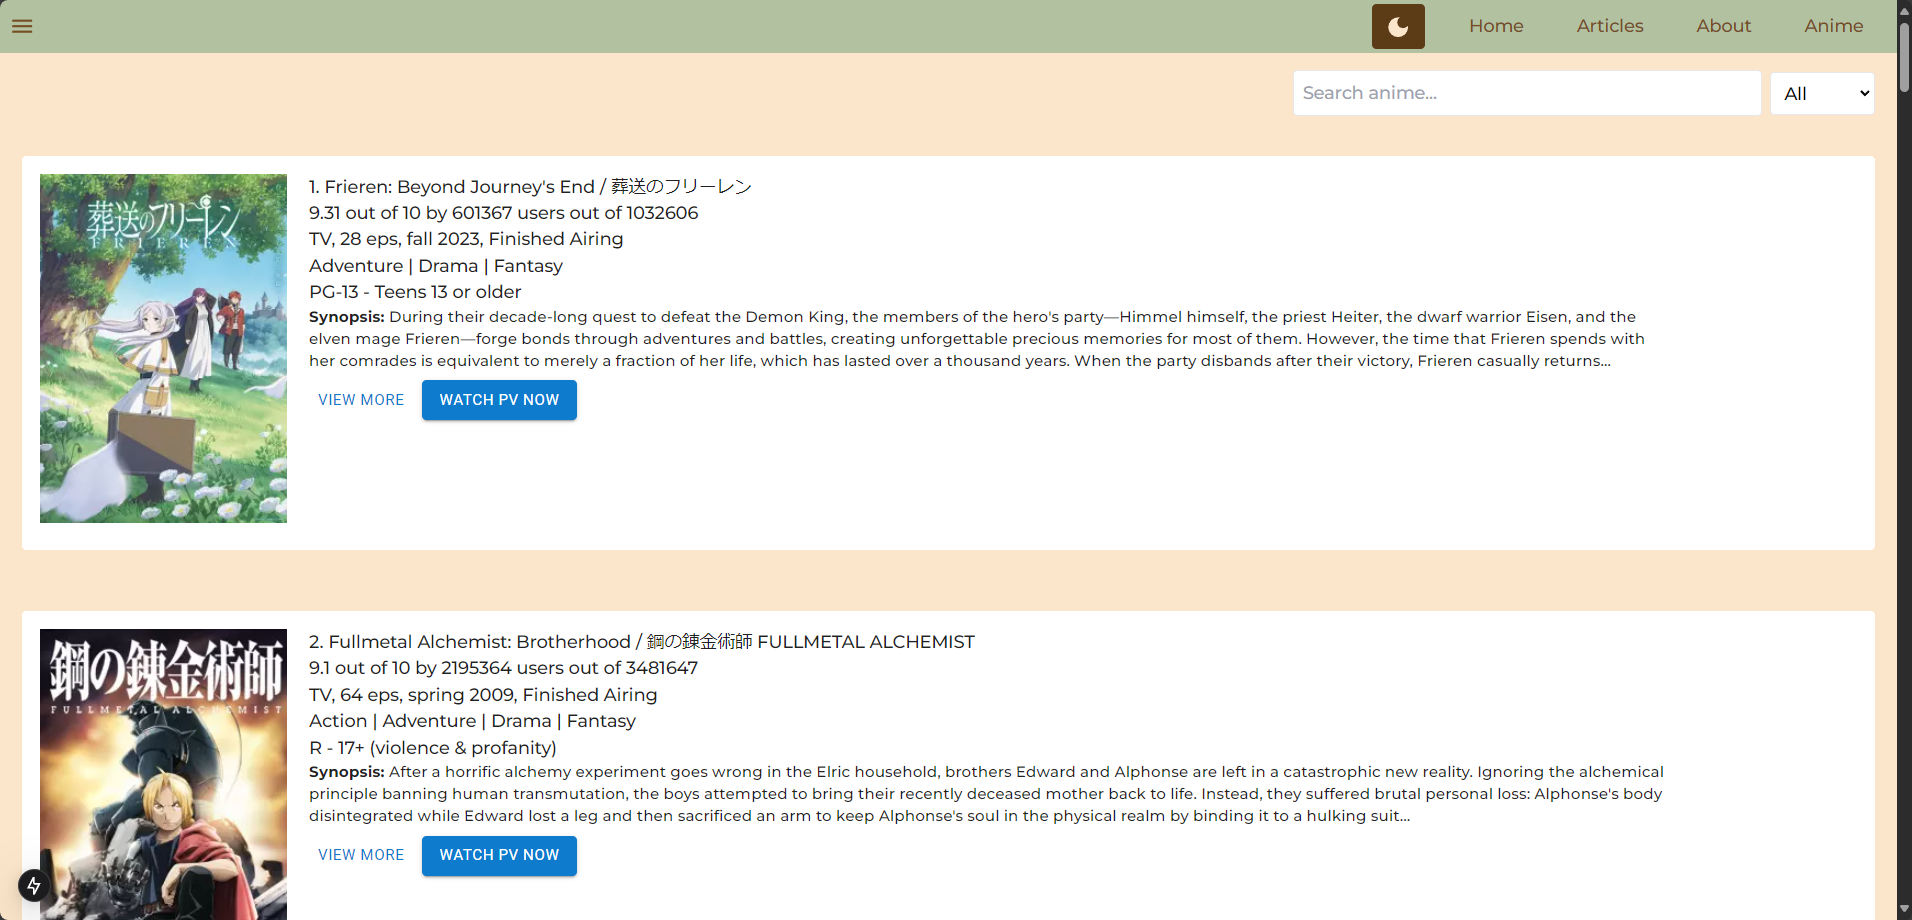 Home Articles About Anime
Search anime... All
葬送のフリーレン
FRIEREN
1. Frieren: Beyond Journey's End / 葬送のフリーレン
9.31 out of 10 by 601367 users out of 1032606
TV, 28 eps, fall 2023, Finished Airing
Adventure | Drama | Fantasy
PG-13 - Teens 13 or older
Synopsis: During their decade-long quest to defeat the Demon King, the members of the hero's party—Himmel himself, the priest Heiter, the dwarf warrior Eisen, and the
elven mage Frieren—forge bonds through adventures and battles, creating unforgettable precious memories for most of them. However, the time that Frieren spends with
her comrades is equivalent to merely a fraction of her life, which has lasted over a thousand years. When the party disbands after their victory, Frieren casually returns...
VIEW MORE WATCH PV NOW
鋼の錬金術師
FULLMETAL ALCHEMIST
2. Fullmetal Alchemist: Brotherhood / 鋼の錬金術師 FULLMETAL ALCHEMIST
9.1 out of 10 by 2195364 users out of 3481647
TV, 64 eps, spring 2009, Finished Airing
Action | Adventure | Drama | Fantasy
R - 17+ (violence & profanity)
Synopsis: After a horrific alchemy experiment goes wrong in the Elric household, brothers Edward and Alphonse are left in a catastrophic new reality. Ignoring the alchemical
principle banning human transmutation, the boys attempted to bring their recently deceased mother back to life. Instead, they suffered brutal personal loss: Alphonse's body
disintegrated while Edward lost a leg and then sacrificed an arm to keep Alphonse's soul in the physical realm by binding it to a hulking suit...
VIEW MORE WATCH PV NOW